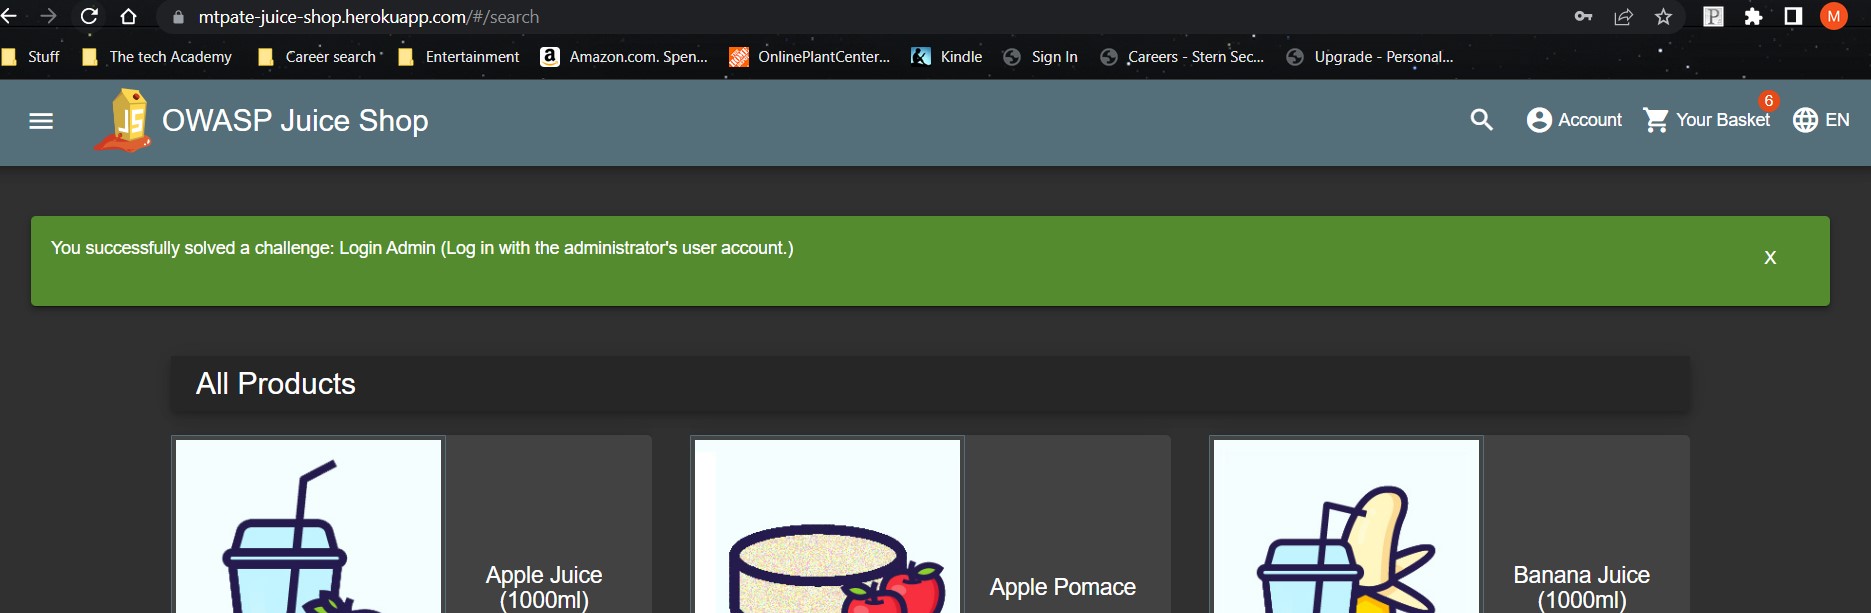 mtpate-juice-shop.herokuapp.com/#/search
P
M
Stuff The tech Academy Career search Entertainment a Amazon.com. Spen... OnlinePlantCenter... Kindle Sign In Careers - Stern Sec... Upgrade - Personal...
JS OWASP Juice Shop
Account Your Basket 6 EN
You successfully solved a challenge: Login Admin (Log in with the administrator's user account.)
X
All Products
Apple Juice
(1000ml)
Apple Pomace
Banana Juice
(1000ml)